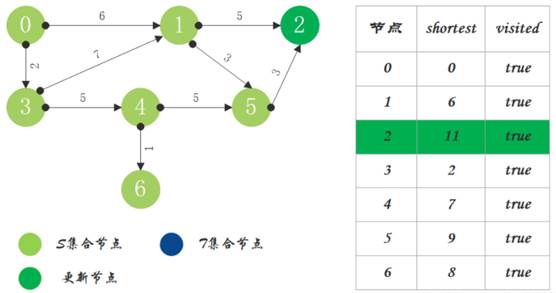 0 6 1 5 2
2 7 3 3
3 5 4 5 5
1
6
S集合节点 T集合节点
更新节点
节点 shortest visited
0 0 true
1 6 true
2 11 true
3 2 true
4 7 true
5 9 true
6 8 true